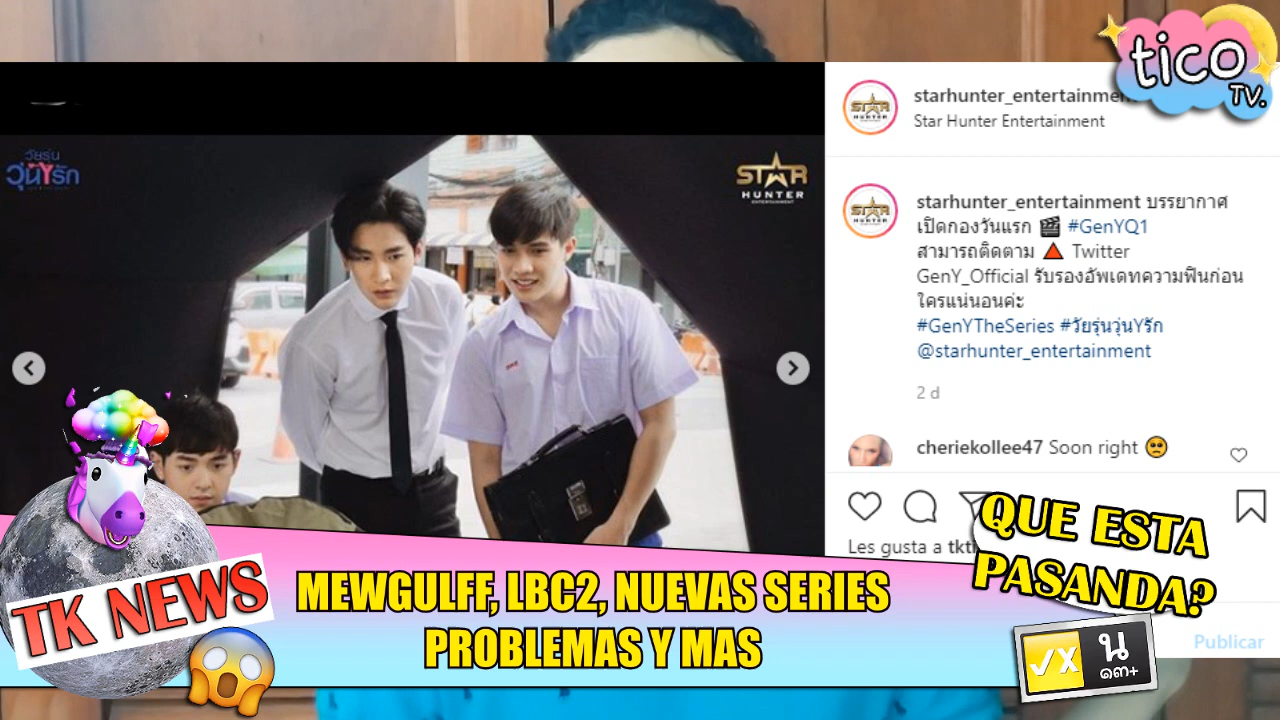 tico
TV.
starhunter_entertainmen
Star Hunter Entertainment
วัยรุ่น
วุ่นYรัก
STAR
HUNTER
ENTERTAINMENT
starhunter_entertainment บรรยากาศ
เปิดกองวันแรก 🎬 #GenYQ1
สามารถติดตาม 🔺 Twitter
GenY_Official รับรองอัพเดทความฟินก่อน
ใครแน่นอนค่ะ
#GenYTheSeries #วัยรุ่นวุ่นYรัก
@starhunter_entertainment
2 d
cheriekollee47 Soon right 🥺
Les gusta a
QUE ESTA
PASANDA?
TK NEWS
MEWGULFF, LBC2, NUEVAS SERIES
PROBLEMAS Y MAS
√X
น
๑๓+
Publicar